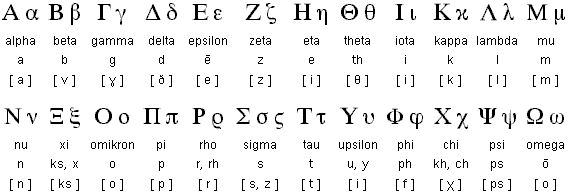 Α α Β β Γ γ Δ δ Ε ε Ζ ζ Η η Θ θ Ι ι Κ κ Λ λ Μ μ
alpha beta gamma delta epsilon zeta eta theta iota kappa lambda mu
a b g d ē z e th i k l m
[ a ] [ v ] [ ɣ ] [ ð ] [ e ] [ z ] [ i ] [ θ ] [ i ] [ k ] [ l ] [ m ]
Ν ν Ξ ξ Ο ο Π π Ρ ρ Σ σ ς Τ τ Υ υ Φ φ Χ χ Ψ ψ Ω ω
nu xi omikron pi rho sigma tau upsilon phi chi psi omega
n ks, x o p r, rh s t u, y ph kh, ch ps ō
[ n ] [ ks ] [ o ] [ p ] [ r ] [ s, z ] [ t ] [ i ] [ f ] [ χ ] [ ps ] [ o ]